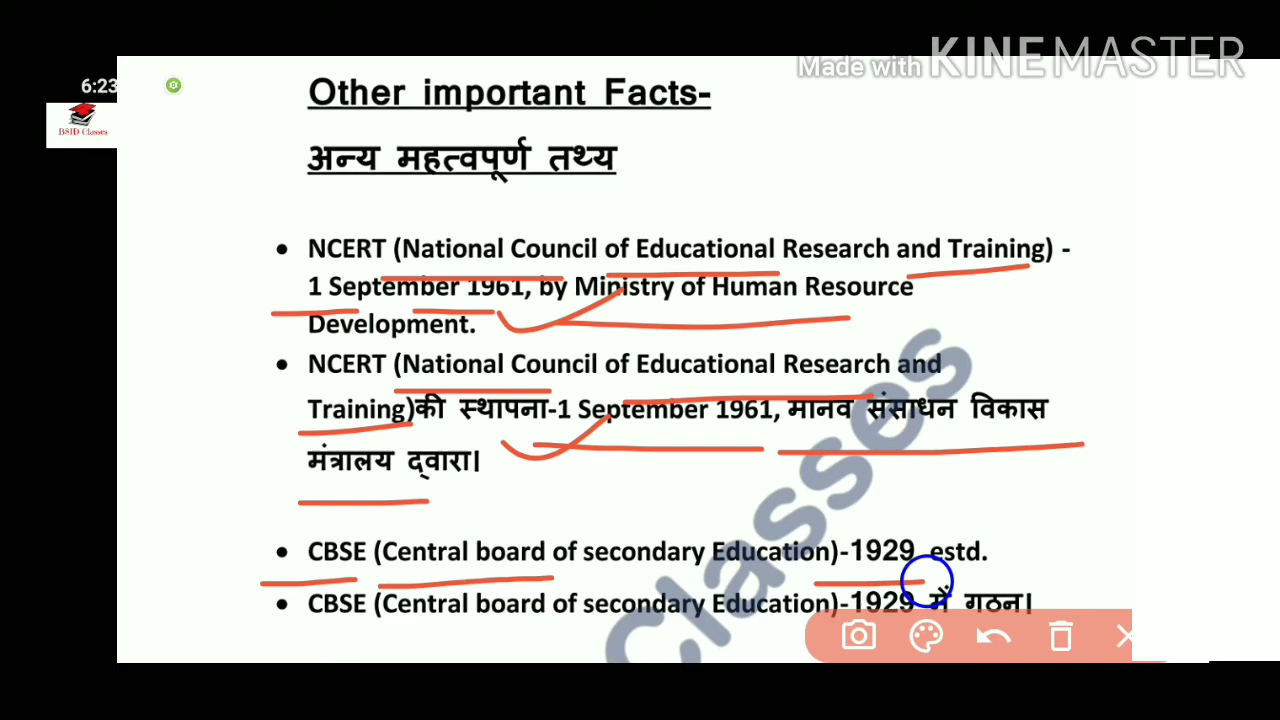 Made with KINEMASTER
6:23
BSID Classes
Other important Facts-
अन्य महत्वपूर्ण तथ्य
• NCERT (National Council of Educational Research and Training) -
1 September 1961, by Ministry of Human Resource
Development.
• NCERT (National Council of Educational Research and
Training)की स्थापना-1 September 1961, मानव संसाधन विकास
मंत्रालय द्वारा।
• CBSE (Central board of secondary Education)-1929 estd.
• CBSE (Central board of secondary Education)-1929 में गठन।
Classes